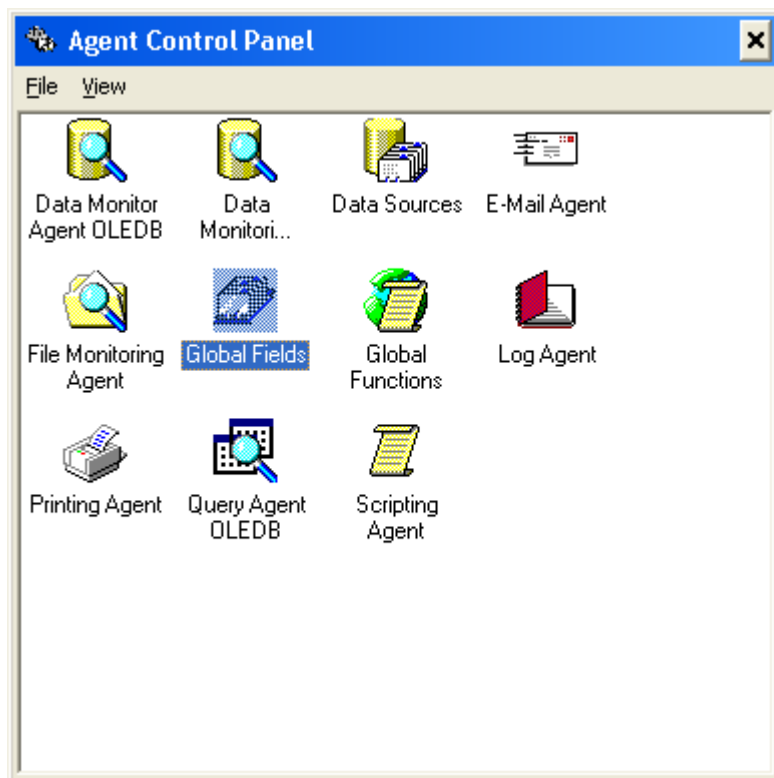 Agent Control Panel
File View
Data Monitor
Agent OLEDB
Data
Monitori...
Data Sources
E-Mail Agent
File Monitoring
Agent
Global Fields
Global
Functions
Log Agent
Printing Agent
Query Agent
OLEDB
Scripting
Agent